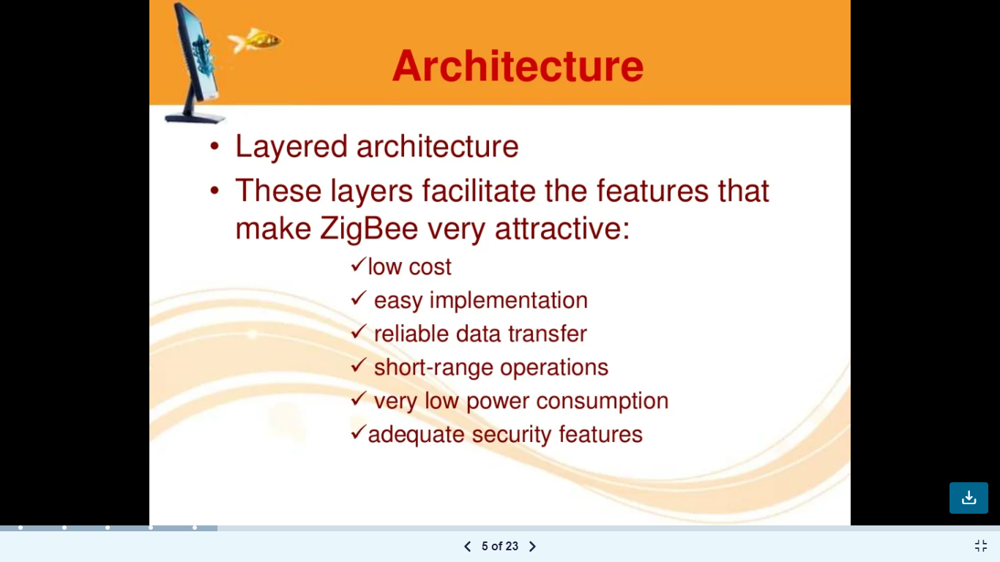 Architecture
• Layered architecture
• These layers facilitate the features that
make ZigBee very attractive:
✓low cost
✓ easy implementation
✓ reliable data transfer
✓ short-range operations
✓ very low power consumption
✓adequate security features
5 of 23